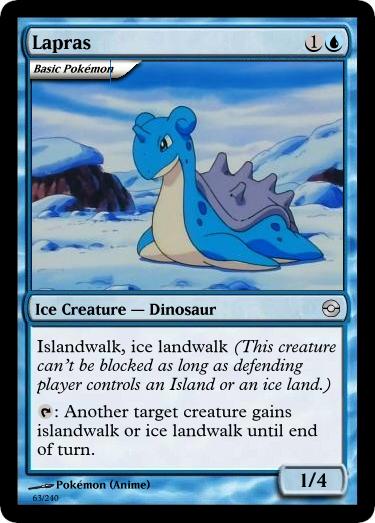 Lapras 1
Basic Pokémon
Ice Creature — Dinosaur
Islandwalk, ice landwalk (This creature
can't be blocked as long as defending
player controls an Island or an ice land.)
: Another target creature gains
islandwalk or ice landwalk until end
of turn.
1/4
Pokémon (Anime)
63/240